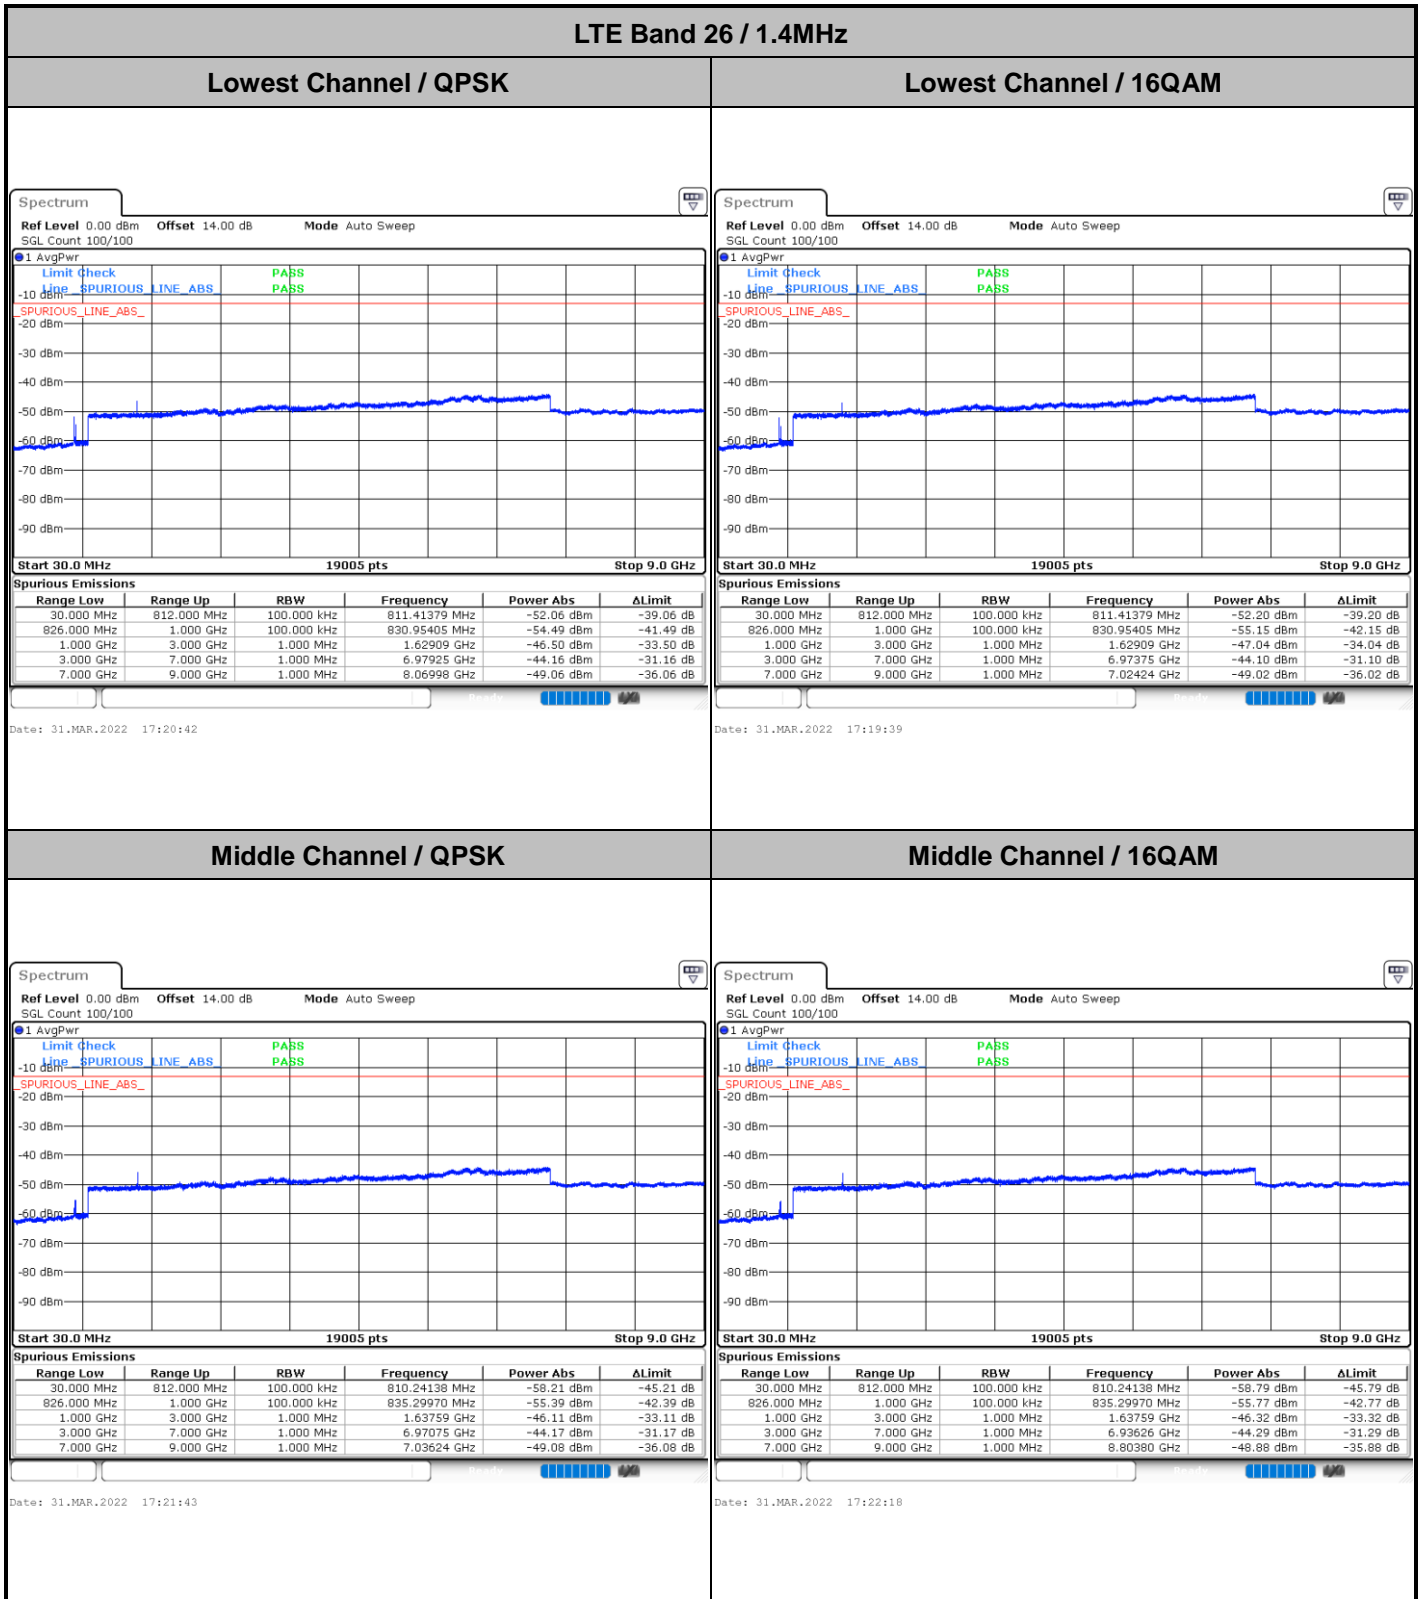 LTE Band 26 / 1.4MHz
Lowest Channel / QPSK
Lowest Channel / 16QAM
Spectrum
Ref Level 0.00 dBm Offset 14.00 dB Mode Auto Sweep
SGL Count 100/100
1 AvgPwr
Limit Check PASS
Line _SPURIOUS_LINE_ABS_ PASS
-10 dBm
_SPURIOUS_LINE_ABS_
-20 dBm
-30 dBm
-40 dBm
-50 dBm
-60 dBm
-70 dBm
-80 dBm
-90 dBm
Start 30.0 MHz 19005 pts Stop 9.0 GHz
Spurious Emissions
Range Low Range Up RBW Frequency Power Abs ΔLimit
30.000 MHz 812.000 MHz 100.000 kHz 811.41379 MHz -52.06 dBm -39.06 dB
826.000 MHz 1.000 GHz 100.000 kHz 830.95405 MHz -54.49 dBm -41.49 dB
1.000 GHz 3.000 GHz 1.000 MHz 1.62909 GHz -46.50 dBm -33.50 dB
3.000 GHz 7.000 GHz 1.000 MHz 6.97925 GHz -44.16 dBm -31.16 dB
7.000 GHz 9.000 GHz 1.000 MHz 8.06998 GHz -49.06 dBm -36.06 dB
Ready
Date: 31.MAR.2022 17:20:42
Spectrum
Ref Level 0.00 dBm Offset 14.00 dB Mode Auto Sweep
SGL Count 100/100
1 AvgPwr
Limit Check PASS
Line _SPURIOUS_LINE_ABS_ PASS
-10 dBm
_SPURIOUS_LINE_ABS_
-20 dBm
-30 dBm
-40 dBm
-50 dBm
-60 dBm
-70 dBm
-80 dBm
-90 dBm
Start 30.0 MHz 19005 pts Stop 9.0 GHz
Spurious Emissions
Range Low Range Up RBW Frequency Power Abs ΔLimit
30.000 MHz 812.000 MHz 100.000 kHz 811.41379 MHz -52.20 dBm -39.20 dB
826.000 MHz 1.000 GHz 100.000 kHz 830.95405 MHz -55.15 dBm -42.15 dB
1.000 GHz 3.000 GHz 1.000 MHz 1.62909 GHz -47.04 dBm -34.04 dB
3.000 GHz 7.000 GHz 1.000 MHz 6.97375 GHz -44.10 dBm -31.10 dB
7.000 GHz 9.000 GHz 1.000 MHz 7.02424 GHz -49.02 dBm -36.02 dB
Ready
Date: 31.MAR.2022 17:19:39
Middle Channel / QPSK
Middle Channel / 16QAM
Spectrum
Ref Level 0.00 dBm Offset 14.00 dB Mode Auto Sweep
SGL Count 100/100
1 AvgPwr
Limit Check PASS
Line _SPURIOUS_LINE_ABS_ PASS
-10 dBm
_SPURIOUS_LINE_ABS_
-20 dBm
-30 dBm
-40 dBm
-50 dBm
-60 dBm
-70 dBm
-80 dBm
-90 dBm
Start 30.0 MHz 19005 pts Stop 9.0 GHz
Spurious Emissions
Range Low Range Up RBW Frequency Power Abs ΔLimit
30.000 MHz 812.000 MHz 100.000 kHz 810.24138 MHz -58.21 dBm -45.21 dB
826.000 MHz 1.000 GHz 100.000 kHz 835.29970 MHz -55.39 dBm -42.39 dB
1.000 GHz 3.000 GHz 1.000 MHz 1.63759 GHz -46.11 dBm -33.11 dB
3.000 GHz 7.000 GHz 1.000 MHz 6.97075 GHz -44.17 dBm -31.17 dB
7.000 GHz 9.000 GHz 1.000 MHz 7.03624 GHz -49.08 dBm -36.08 dB
Ready
Date: 31.MAR.2022 17:21:43
Spectrum
Ref Level 0.00 dBm Offset 14.00 dB Mode Auto Sweep
SGL Count 100/100
1 AvgPwr
Limit Check PASS
Line _SPURIOUS_LINE_ABS_ PASS
-10 dBm
_SPURIOUS_LINE_ABS_
-20 dBm
-30 dBm
-40 dBm
-50 dBm
-60 dBm
-70 dBm
-80 dBm
-90 dBm
Start 30.0 MHz 19005 pts Stop 9.0 GHz
Spurious Emissions
Range Low Range Up RBW Frequency Power Abs ΔLimit
30.000 MHz 812.000 MHz 100.000 kHz 810.24138 MHz -58.79 dBm -45.79 dB
826.000 MHz 1.000 GHz 100.000 kHz 835.29970 MHz -55.77 dBm -42.77 dB
1.000 GHz 3.000 GHz 1.000 MHz 1.63759 GHz -46.32 dBm -33.32 dB
3.000 GHz 7.000 GHz 1.000 MHz 6.93626 GHz -44.29 dBm -31.29 dB
7.000 GHz 9.000 GHz 1.000 MHz 8.80380 GHz -48.88 dBm -35.88 dB
Ready
Date: 31.MAR.2022 17:22:18